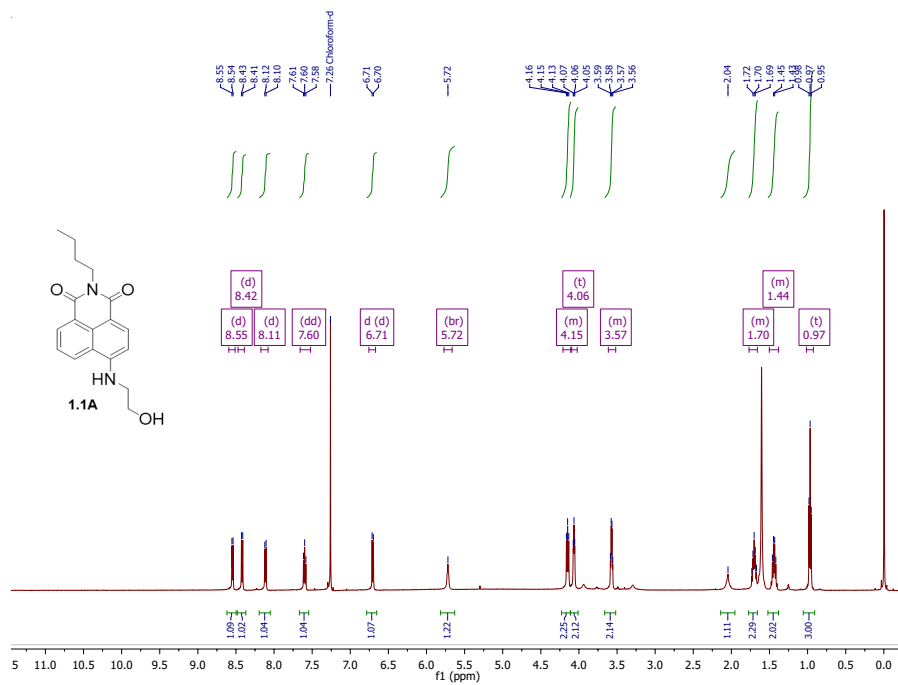 8.55 8.54 8.43 8.41 8.12 8.10 7.61 7.60 7.58 7.26 Chloroform-d 6.71 6.70 5.72 4.16 4.15 4.13 4.07 4.06 4.05 3.59 3.58 3.57 3.56 2.04 1.72 1.70 1.69 1.45 0.98 0.97 0.95
(d)
8.42
(t)
4.06
(m)
1.44
(d)
8.55
(d)
8.11
(dd)
7.60
d (d)
6.71
(br)
5.72
(m)
4.15
(m)
3.57
(m)
1.70
(t)
0.97
O
N
O
HN
OH
1.1A
1.09 1.02 1.04 1.04 1.07 1.22 2.25 2.12 2.14 1.11 2.29 2.02 3.00
5 11.0 10.5 10.0 9.5 9.0 8.5 8.0 7.5 7.0 6.5 6.0 5.5 5.0 4.5 4.0 3.5 3.0 2.5 2.0 1.5 1.0 0.5 0.0
f1 (ppm)